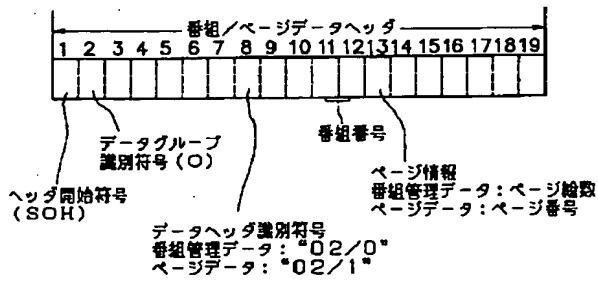 番組/ページデータヘッダ
1 2 3 4 5 6 7 8 9 10 11 12 13 14 15 16 17 18 19
データグループ
識別符号(0)
番組番号
ヘッダ開始符号
(SOH)
ページ情報
番組管理データ:ページ総数
ページデータ:ページ番号
データヘッダ識別符号
番組管理データ:“02/0”
ページデータ:“02/1”